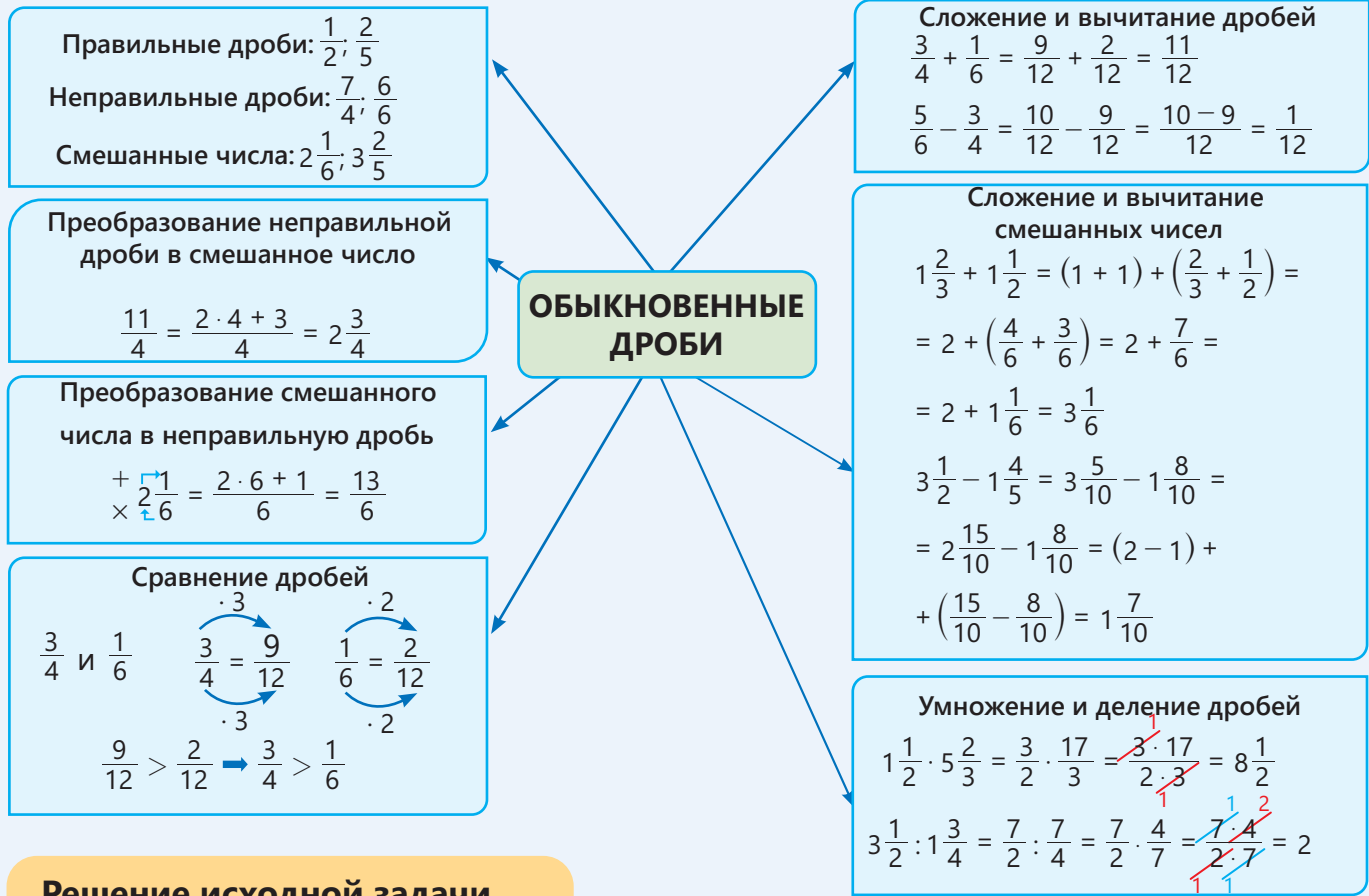 Правильные дроби: 1/2; 2/5
Неправильные дроби: 7/4; 6/6
Смешанные числа: 2 1/6; 3 2/5
Преобразование неправильной
дроби в смешанное число
11/4 = (2 · 4 + 3)/4 = 2 3/4
Преобразование смешанного
числа в неправильную дробь
+ × 2 1/6 = (2 · 6 + 1)/6 = 13/6
Сравнение дробей
· 3 · 2
3/4 и 1/6 3/4 = 9/12 1/6 = 2/12
· 3 · 2
9/12 > 2/12 ➡ 3/4 > 1/6
ОБЫКНОВЕННЫЕ
ДРОБИ
Сложение и вычитание дробей
3/4 + 1/6 = 9/12 + 2/12 = 11/12
5/6 − 3/4 = 10/12 − 9/12 = (10 − 9)/12 = 1/12
Сложение и вычитание
смешанных чисел
1 2/3 + 1 1/2 = (1 + 1) + (2/3 + 1/2) =
= 2 + (4/6 + 3/6) = 2 + 7/6 =
= 2 + 1 1/6 = 3 1/6
3 1/2 − 1 4/5 = 3 5/10 − 1 8/10 =
= 2 15/10 − 1 8/10 = (2 − 1) +
+ (15/10 − 8/10) = 1 7/10
Умножение и деление дробей
1
1 1/2 · 5 2/3 = 3/2 · 17/3 = (3 · 17)/(2 · 3) = 8 1/2
1
1 2
3 1/2 : 1 3/4 = 7/2 : 7/4 = 7/2 · 4/7 = (7 · 4)/(2 · 7) = 2
1 1
Решение исходной задачи